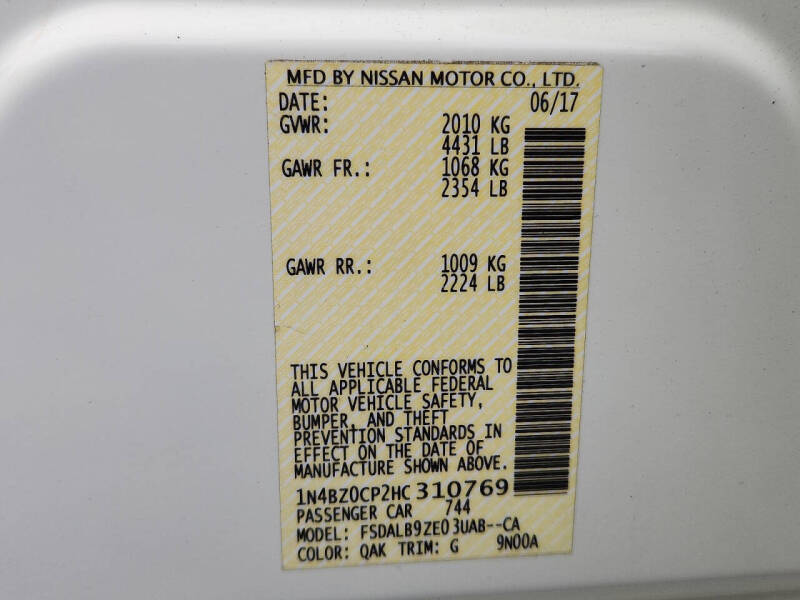 MFD BY NISSAN MOTOR CO., LTD.
DATE: 06/17
GVWR: 2010 KG
4431 LB
GAWR FR.: 1068 KG
2354 LB
GAWR RR.: 1009 KG
2224 LB
THIS VEHICLE CONFORMS TO
ALL APPLICABLE FEDERAL
MOTOR VEHICLE SAFETY,
BUMPER, AND THEFT
PREVENTION STANDARDS IN
EFFECT ON THE DATE OF
MANUFACTURE SHOWN ABOVE.
1N4BZ0CP2HC 310769
PASSENGER CAR 744
MODEL: FSDALB9ZE03UAB--CA
COLOR: QAK TRIM: G 9N00A